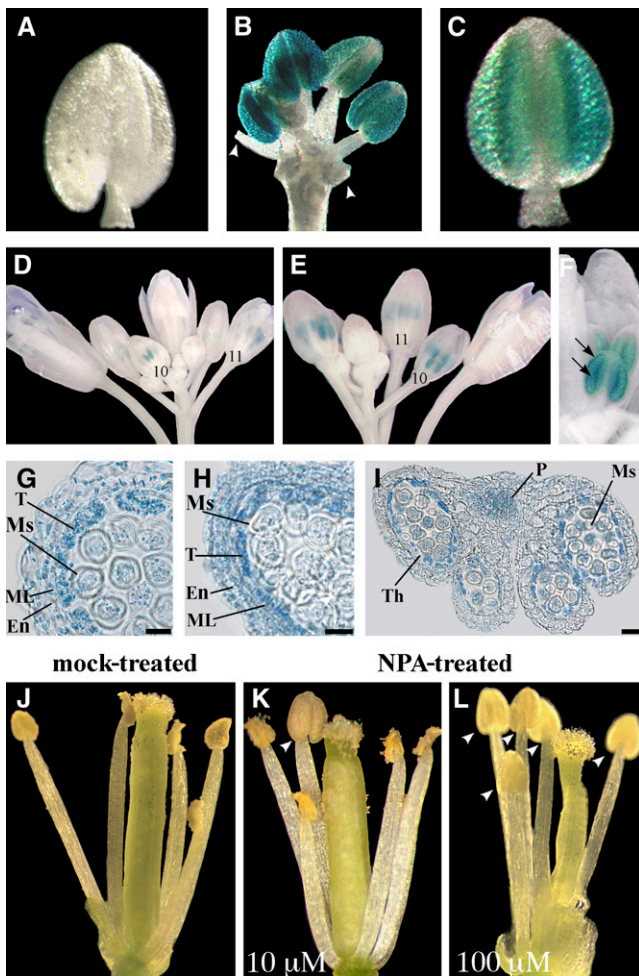 A
B
C
D
10
11
E
11
10
F
G
T
Ms
ML
En
H
Ms
T
En
ML
I
P
Ms
Th
mock-treated
NPA-treated
J
K
10 µM
L
100 µM